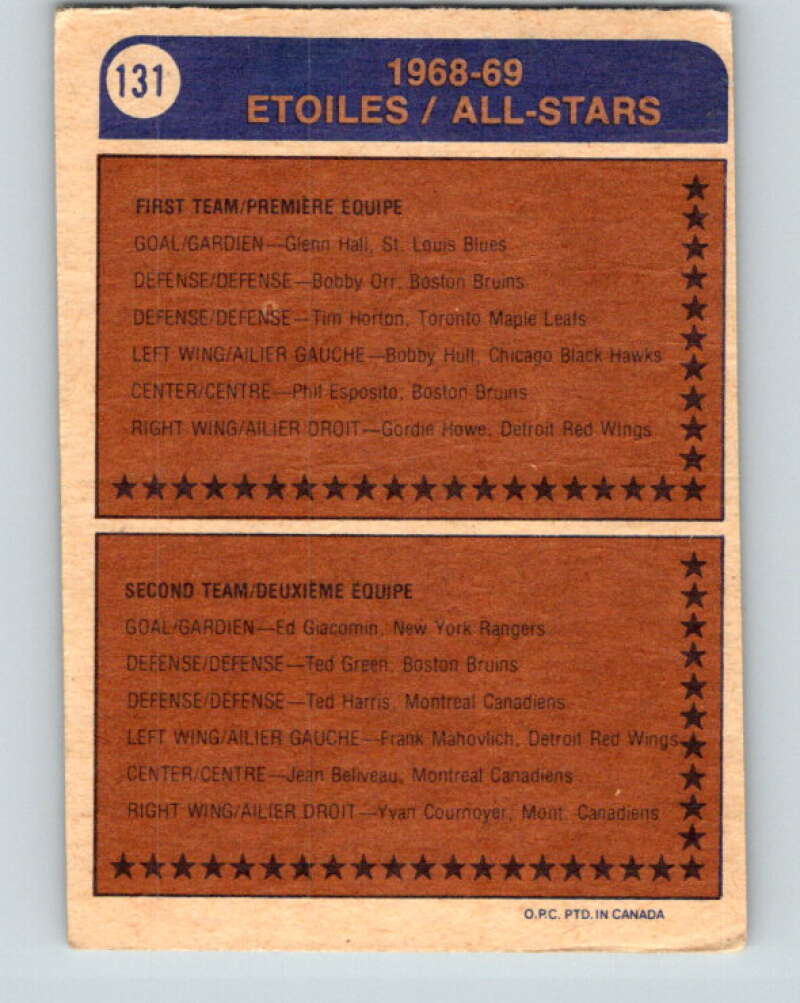 131
1968-69
ETOILES / ALL-STARS
FIRST TEAM/PREMIÈRE EQUIPE
GOAL/GARDIEN—Glenn Hall, St. Louis Blues
DEFENSE/DÉFENSE—Bobby Orr, Boston Bruins
DEFENSE/DÉFENSE—Tim Horton, Toronto Maple Leafs
LEFT WING/AILIER GAUCHE—Bobby Hull, Chicago Black Hawks
CENTER/CENTRE—Phil Esposito, Boston Bruins
RIGHT WING/AILIER DROIT—Gordie Howe, Detroit Red Wings
SECOND TEAM/DEUXIÈME EQUIPE
GOAL/GARDIEN—Ed Giacomin, New York Rangers
DEFENSE/DÉFENSE—Ted Green, Boston Bruins
DEFENSE/DÉFENSE—Ted Harris, Montreal Canadiens
LEFT WING/AILIER GAUCHE—Frank Mahovlich, Detroit Red Wings
CENTER/CENTRE—Jean Beliveau, Montreal Canadiens
RIGHT WING/AILIER DROIT—Yvan Cournoyer, Mont. Canadiens
O.P.C. PTD. IN CANADA